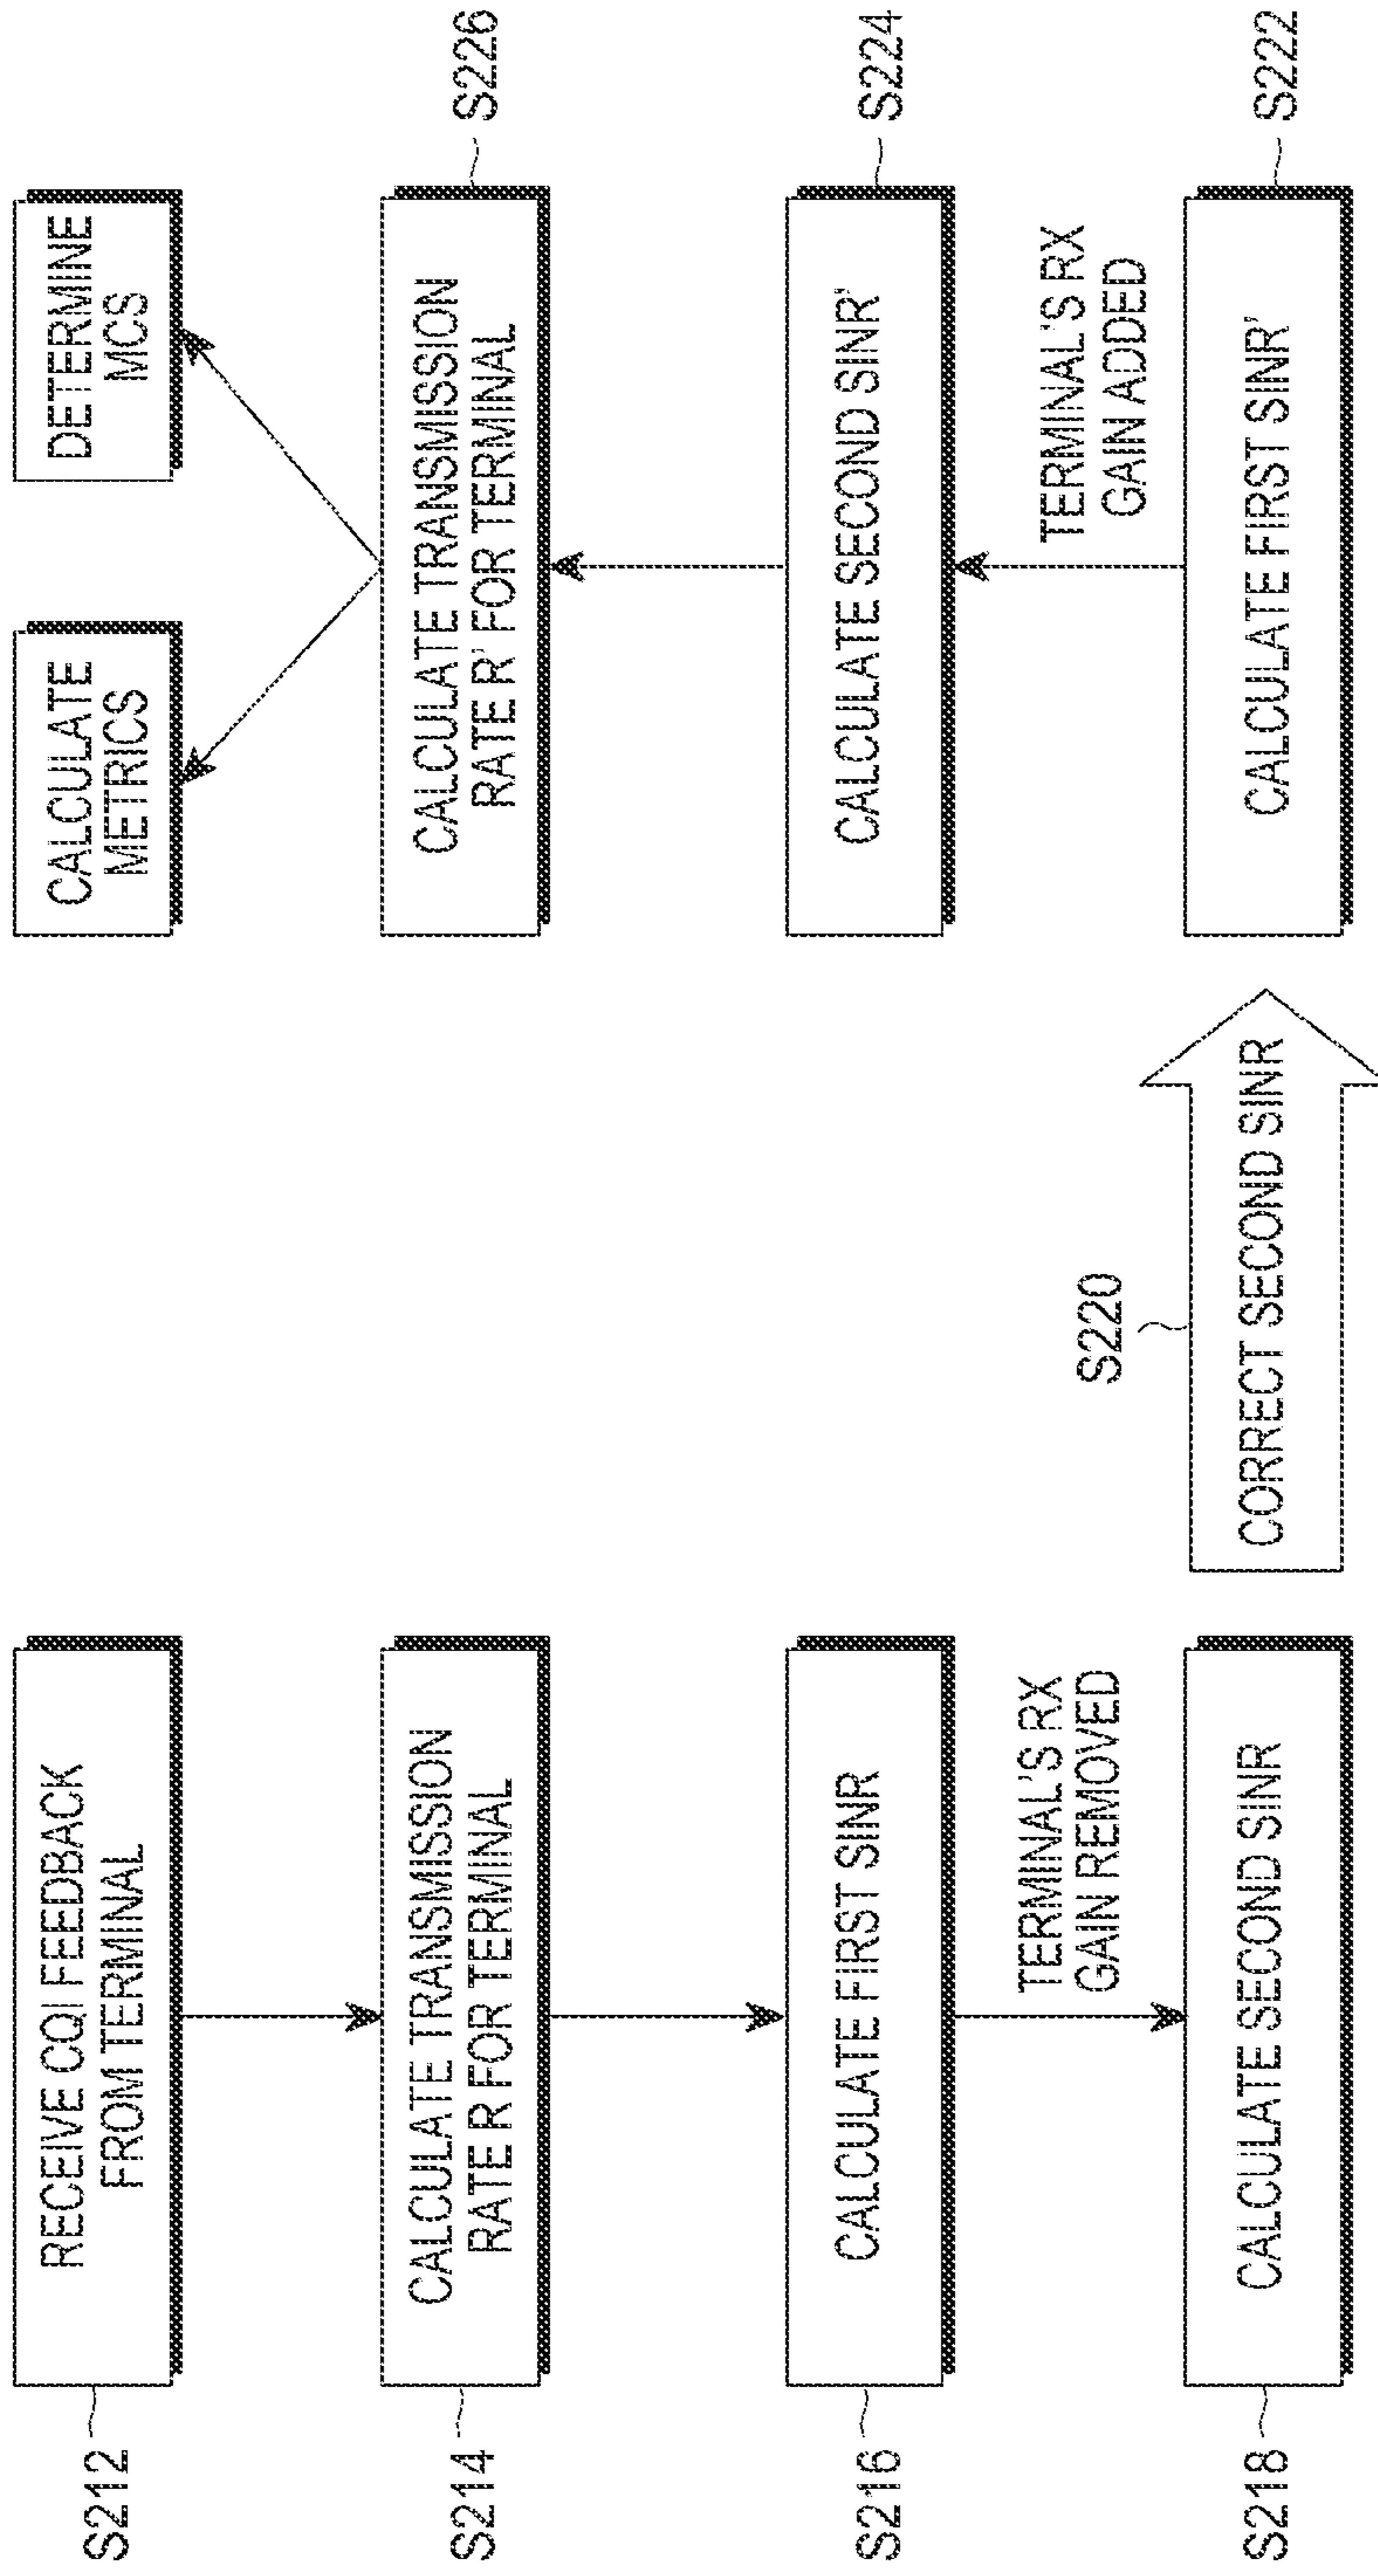 S212
RECEIVE CQI FEEDBACK
FROM TERMINAL
S214
CALCULATE TRANSMISSION
RATE R FOR TERMINAL
S216
CALCULATE FIRST SINR
TERMINAL'S RX
GAIN REMOVED
S218
CALCULATE SECOND SINR
S220
CORRECT SECOND SINR
CALCULATE FIRST SINR'
S222
TERMINAL'S RX
GAIN ADDED
CALCULATE SECOND SINR'
S224
CALCULATE TRANSMISSION
RATE R' FOR TERMINAL
S226
CALCULATE
METRICS
DETERMINE
MCS